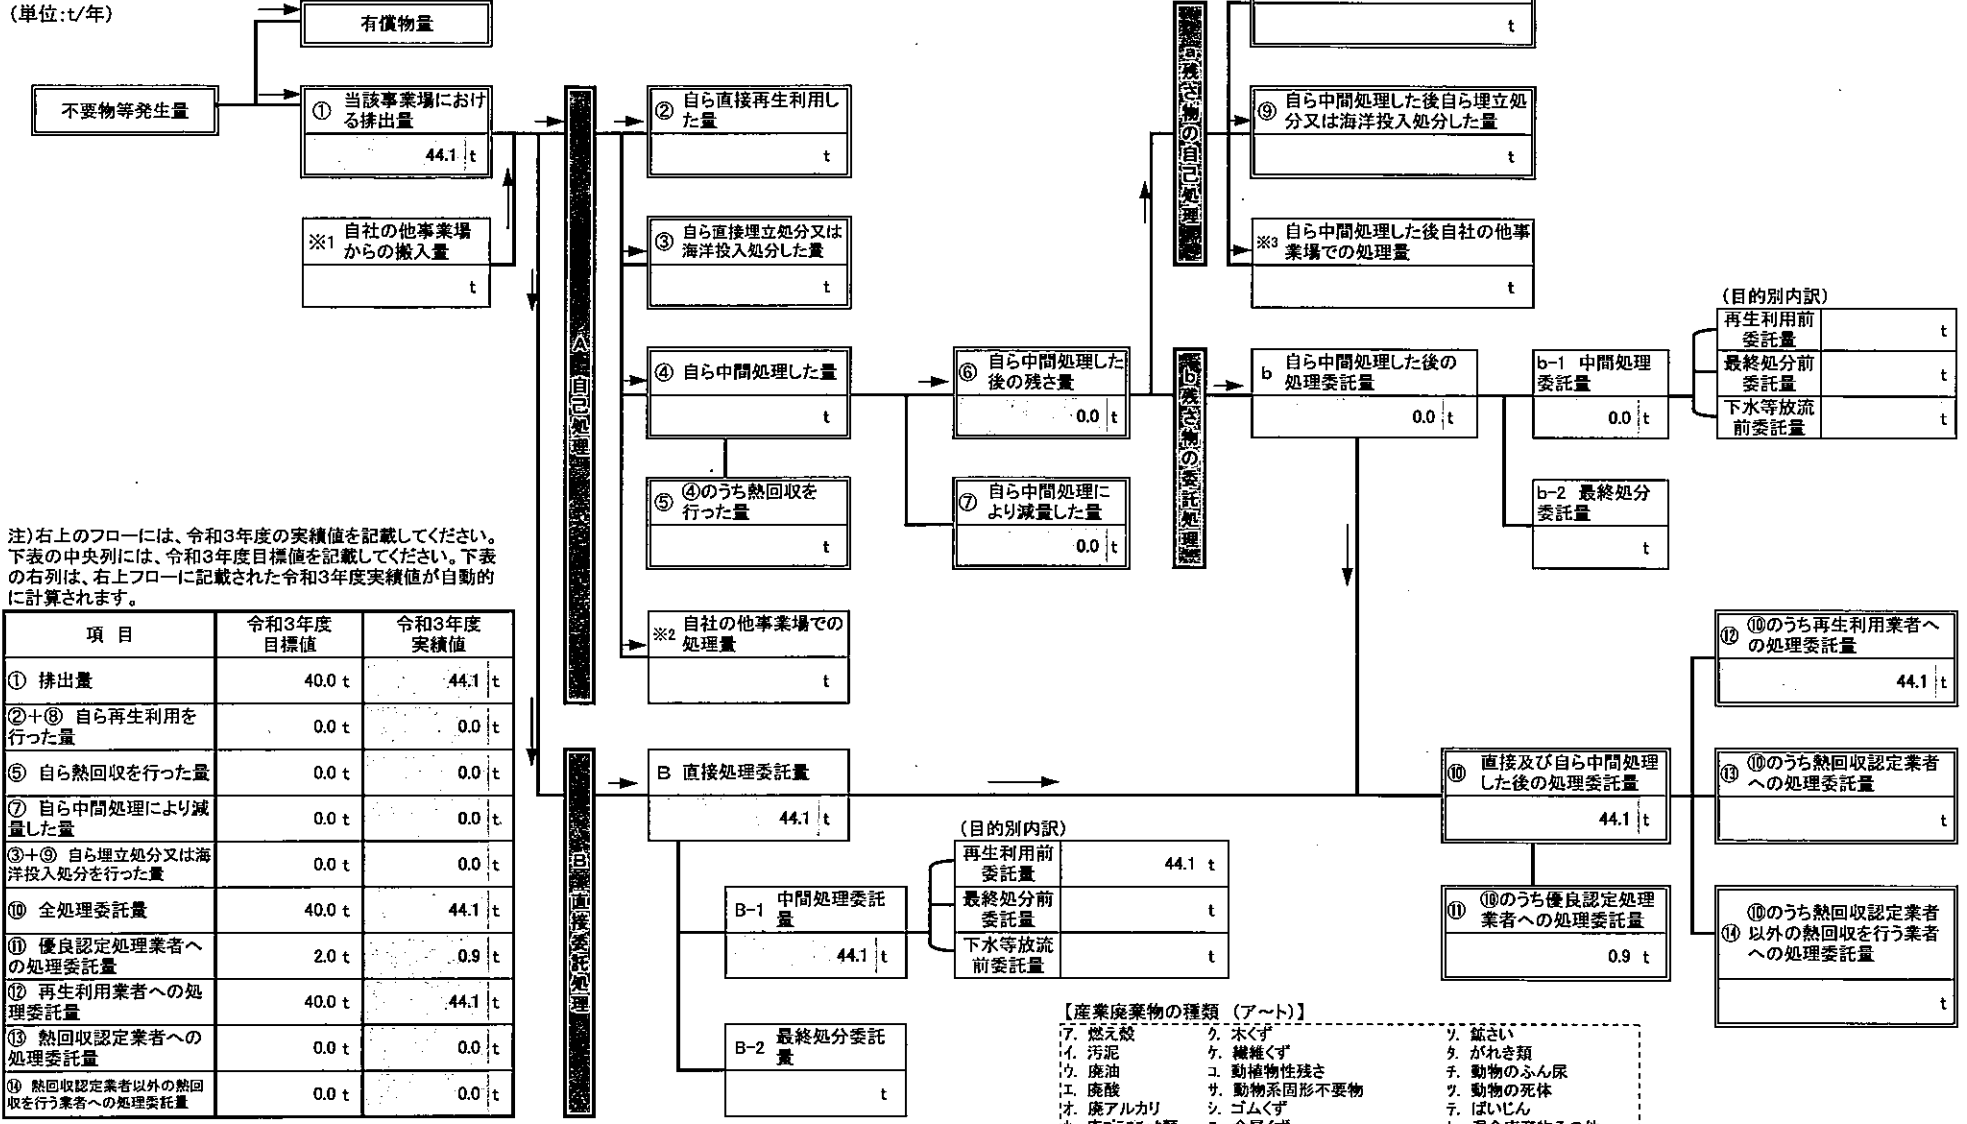 (単位:t/年)
有償物量
不要物等発生量
① 当該事業場におけ
る排出量
44.1 t
※1 自社の他事業場
からの搬入量
t
A
自己処理
② 自ら直接再生利用し
た量
t
③ 自ら直接埋立処分又は
海洋投入処分した量
t
④ 自ら中間処理した量
t
⑤ ④のうち熱回収を
行った量
t
※2 自社の他事業場での
処理量
t
⑥ 自ら中間処理した
後の残さ量
0.0 t
⑦ 自ら中間処理に
より減量した量
0.0 t
a残さ物の自己処理
t
⑨ 自ら中間処理した後自ら埋立処
分又は海洋投入処分した量
t
※3 自ら中間処理した後自社の他事
業場での処理量
t
b残さ物の委託処理
b 自ら中間処理した後の
処理委託量
0.0 t
b-1 中間処理
委託量
0.0 t
b-2 最終処分
委託量
t
(目的別内訳)
再生利用前
委託量 t
最終処分前
委託量 t
下水等放流
前委託量 t
注)右上のフローには、令和3年度の実績値を記載してください。
下表の中央列には、令和3年度目標値を記載してください。下表
の右列は、右上フローに記載された令和3年度実績値が自動的
に計算されます。
項 目 令和3年度
目標値 令和3年度
実績値
① 排出量 40.0 t 44.1 t
②+⑧ 自ら再生利用を
行った量 0.0 t 0.0 t
⑤ 自ら熱回収を行った量 0.0 t 0.0 t
⑦ 自ら中間処理により減
量した量 0.0 t 0.0 t
③+⑨ 自ら埋立処分又は海
洋投入処分を行った量 0.0 t 0.0 t
⑩ 全処理委託量 40.0 t 44.1 t
⑪ 優良認定処理業者へ
の処理委託量 2.0 t 0.9 t
⑫ 再生利用業者への処
理委託量 40.0 t 44.1 t
⑬ 熱回収認定業者への
処理委託量 0.0 t 0.0 t
⑭ 熱回収認定業者以外の熱回
収を行う業者への処理委託量 0.0 t 0.0 t
B
直接委託処理
B 直接処理委託量
44.1 t
B-1 中間処理委託
量
44.1 t
B-2 最終処分委託
量
t
(目的別内訳)
再生利用前
委託量 44.1 t
最終処分前
委託量 t
下水等放流
前委託量 t
⑩ 直接及び自ら中間処理
した後の処理委託量
44.1 t
⑪ ⑩のうち優良認定処理
業者への処理委託量
0.9 t
⑫ ⑩のうち再生利用業者へ
の処理委託量
44.1 t
⑬ ⑩のうち熱回収認定業者
への処理委託量
t
⑭ ⑩のうち熱回収認定業者
以外の熱回収を行う業者
への処理委託量
t
【産業廃棄物の種類 (ア〜ト)】
ア. 燃え殻 ク. 木くず ソ. 鉱さい
イ. 汚泥 ケ. 繊維くず タ. がれき類
ウ. 廃油 コ. 動植物性残さ チ. 動物のふん尿
エ. 廃酸 サ. 動物系固形不要物 ツ. 動物の死体
オ. 廃アルカリ シ. ゴムくず テ. ばいじん